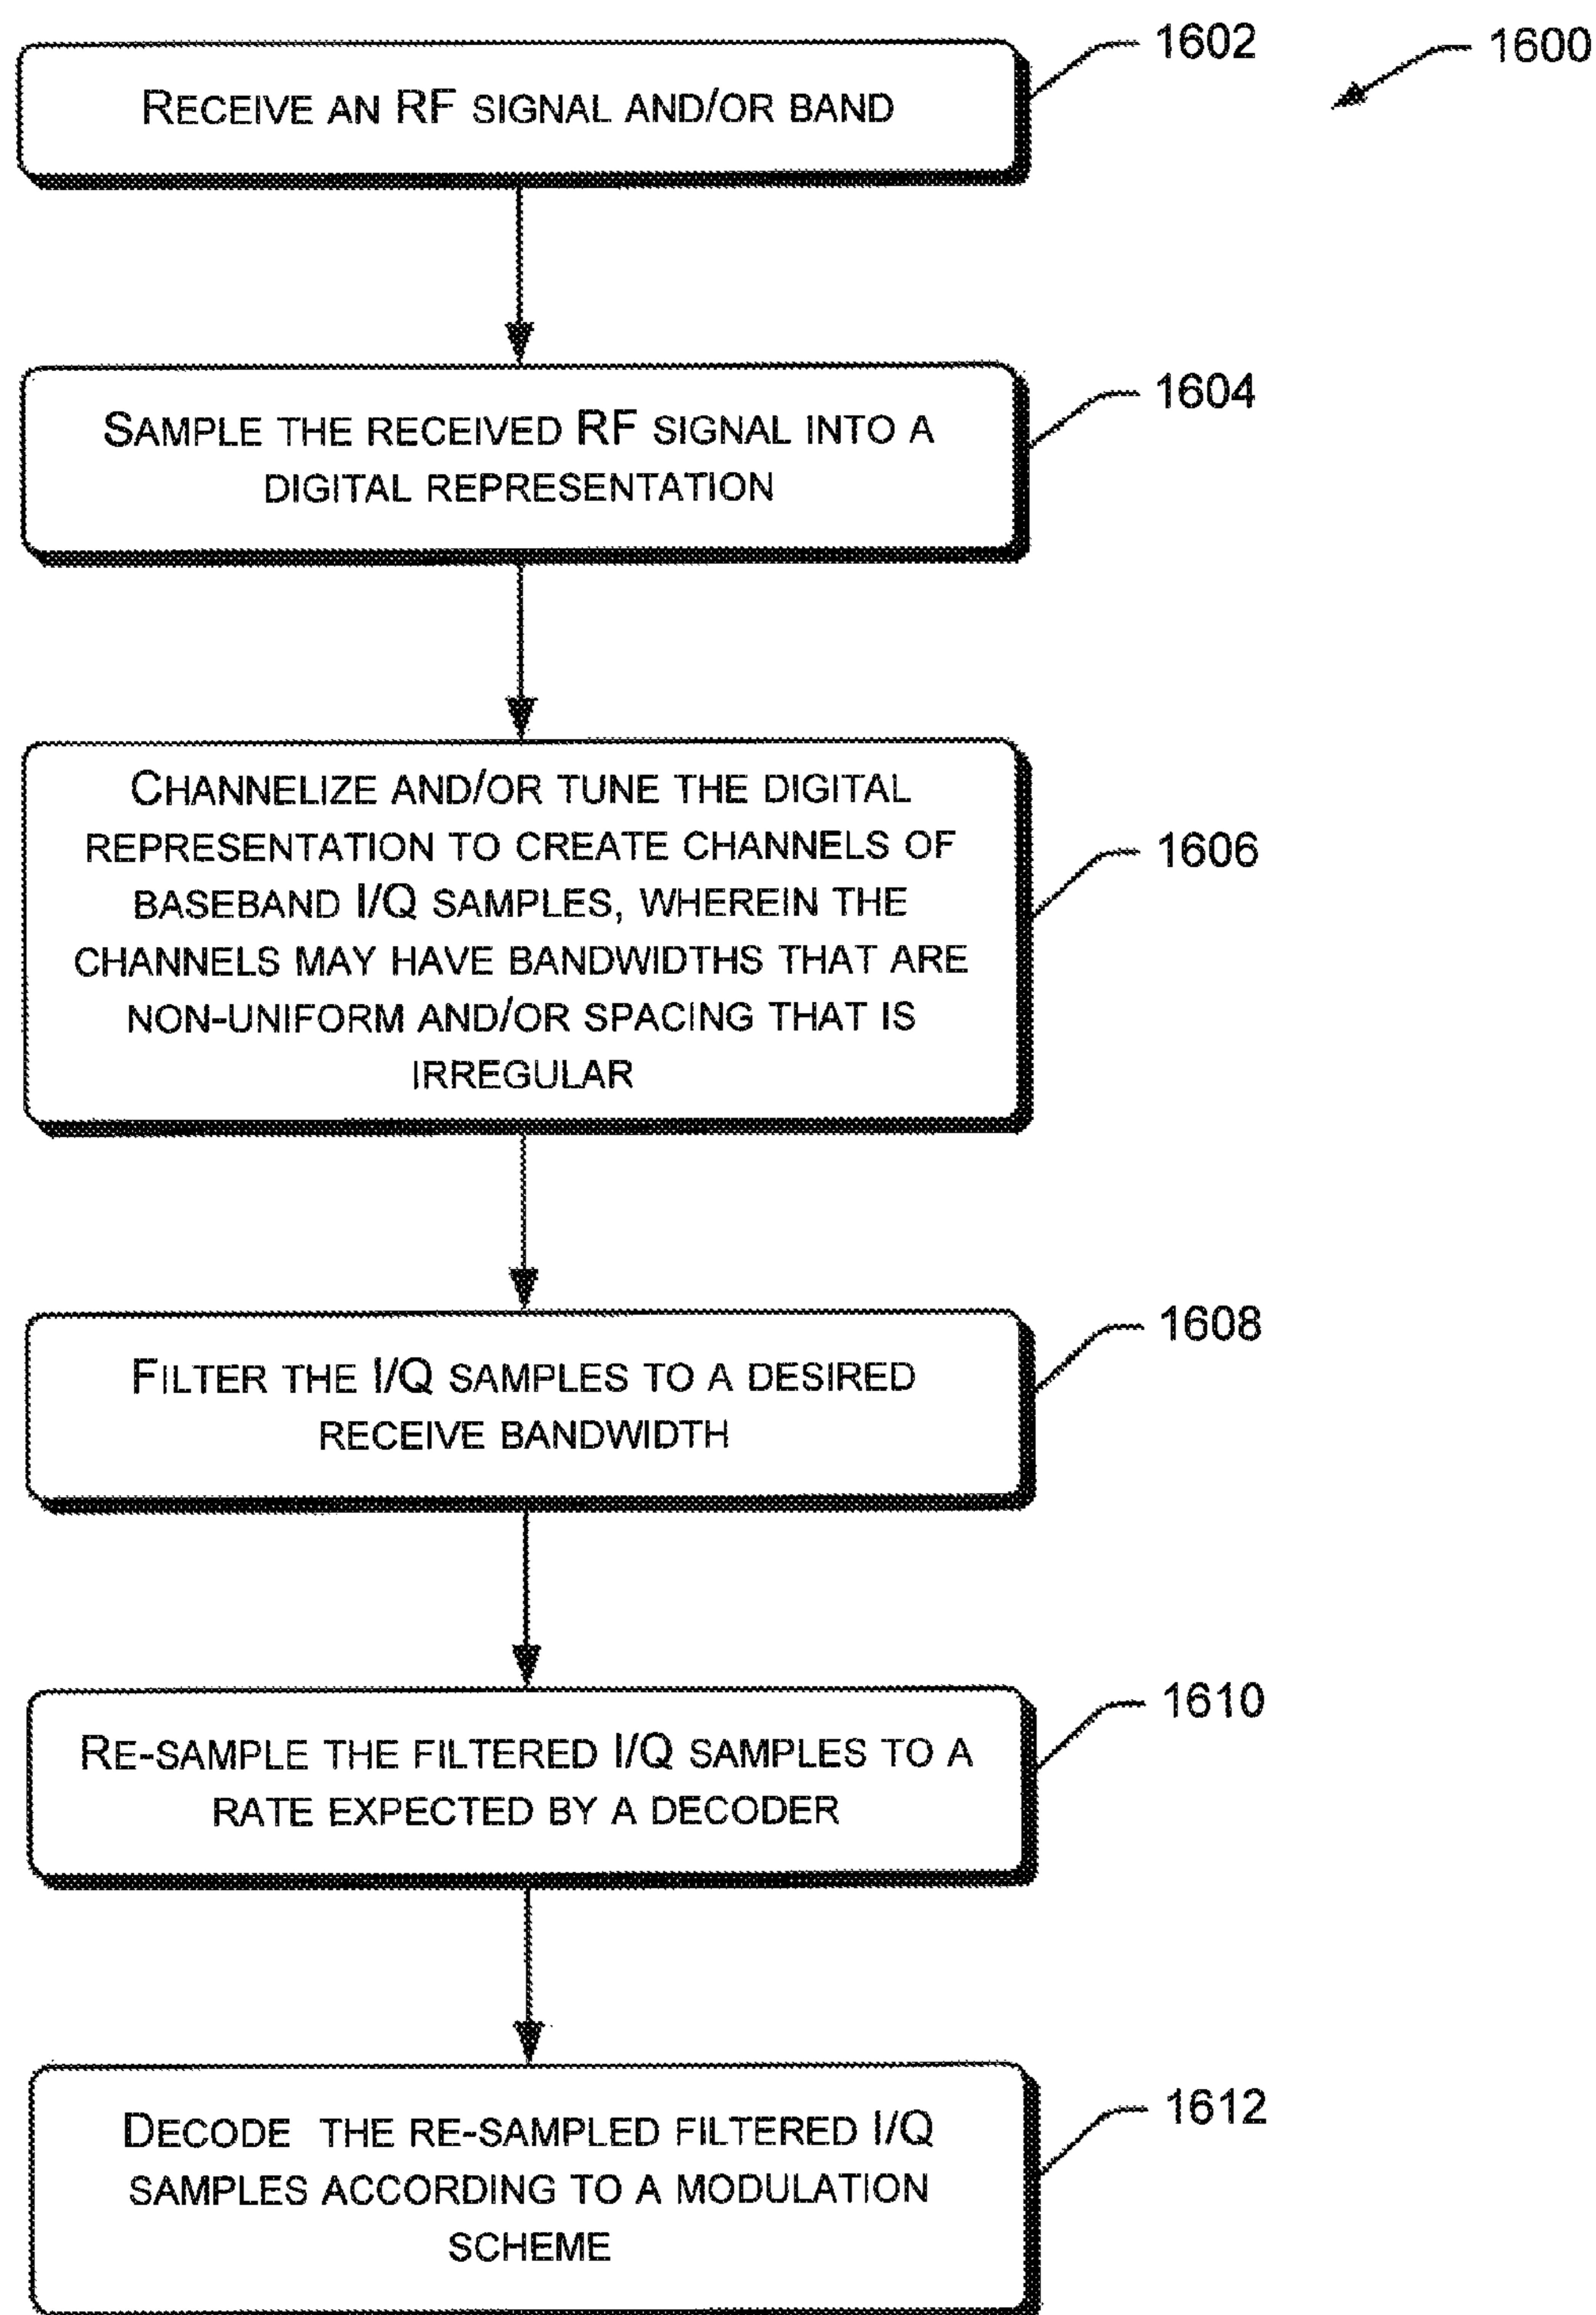 1602
1600
RECEIVE AN RF SIGNAL AND/OR BAND
1604
SAMPLE THE RECEIVED RF SIGNAL INTO A
DIGITAL REPRESENTATION
CHANNELIZE AND/OR TUNE THE DIGITAL
REPRESENTATION TO CREATE CHANNELS OF
BASEBAND I/Q SAMPLES, WHEREIN THE
CHANNELS MAY HAVE BANDWIDTHS THAT ARE
NON-UNIFORM AND/OR SPACING THAT IS
IRREGULAR
1606
1608
FILTER THE I/Q SAMPLES TO A DESIRED
RECEIVE BANDWIDTH
1610
RE-SAMPLE THE FILTERED I/Q SAMPLES TO A
RATE EXPECTED BY A DECODER
1612
DECODE THE RE-SAMPLED FILTERED I/Q
SAMPLES ACCORDING TO A MODULATION
SCHEME